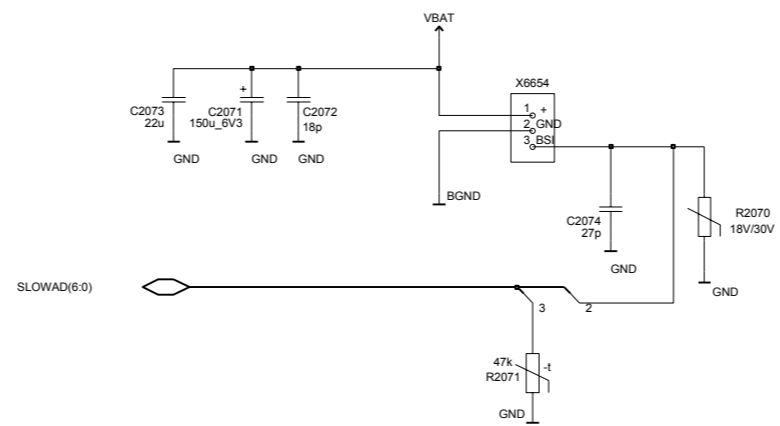 VBAT
X6654
1 +
2 GND
3 BSI
C2073
22u
+
C2071
150u_6V3
C2072
18p
GND
GND
GND
BGND
C2074
27p
R2070
18V/30V
GND
GND
SLOWAD(6:0)
3
2
47k
-t
R2071
GND